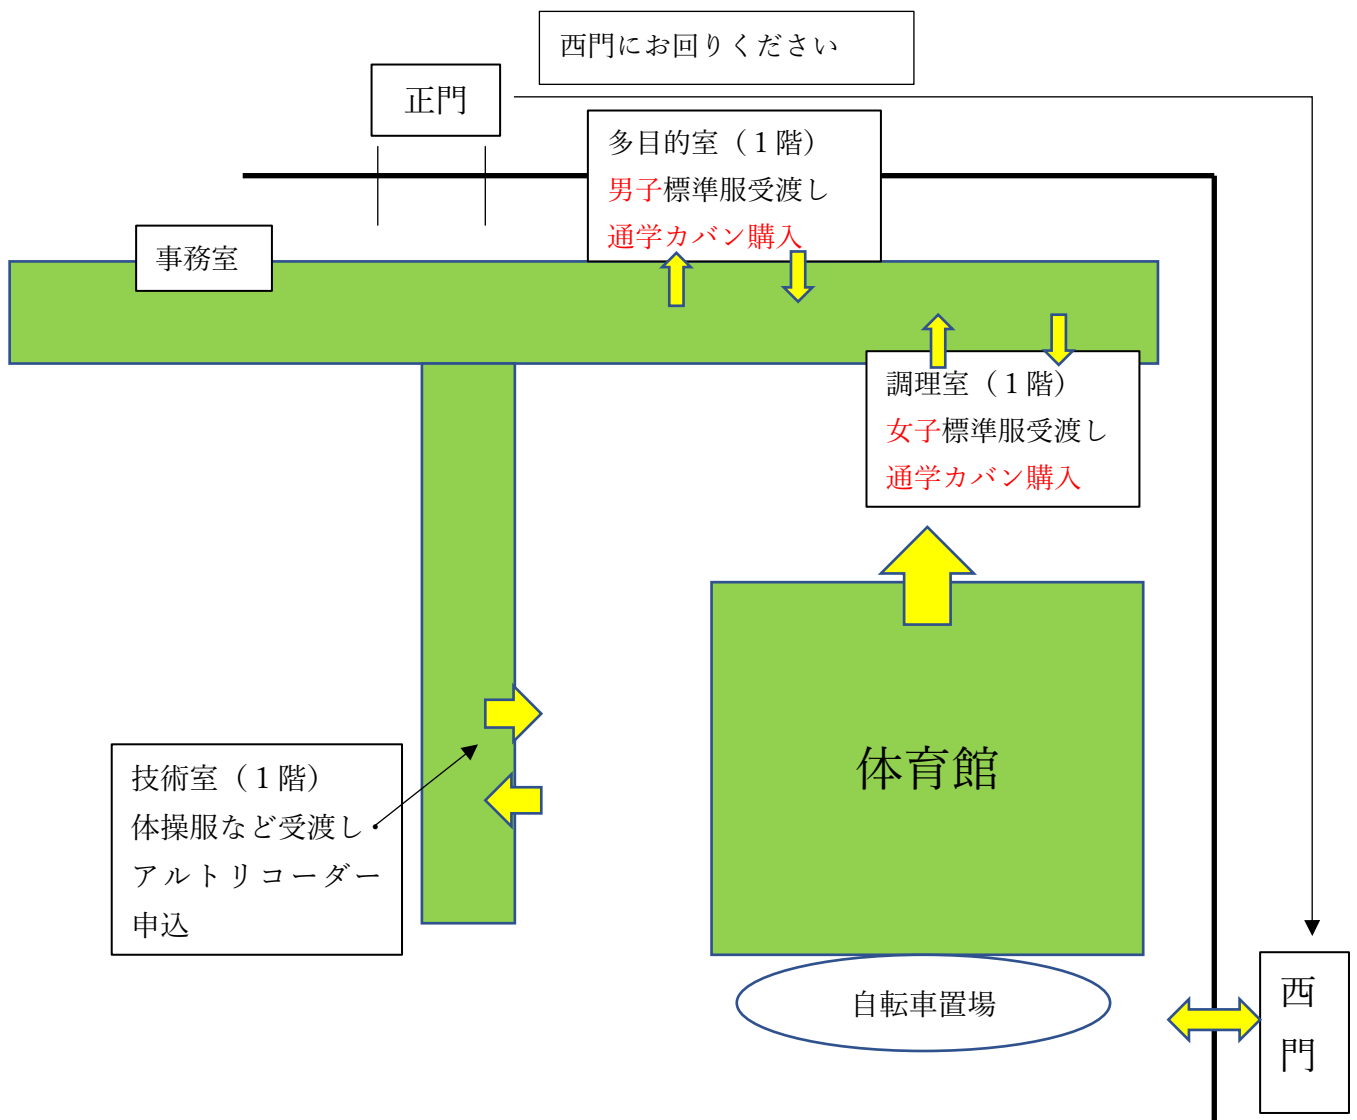 西門にお回りください
正門
多目的室（１階）
男子標準服受渡し
通学カバン購入
事務室
調理室（１階）
女子標準服受渡し
通学カバン購入
体育館
技術室（１階）
体操服など受渡し
アルトリコーダー
申込
自転車置場
西
門